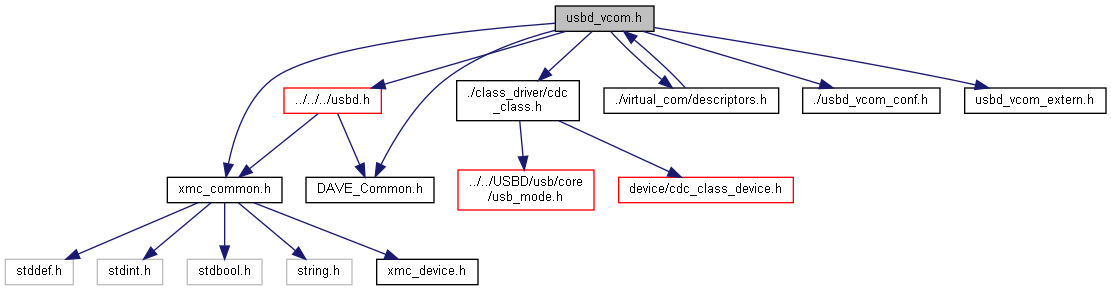 usbd_vcom.h
../../../usbd.h
./class_driver/cdc
_class.h
./virtual_com/descriptors.h
./usbd_vcom_conf.h
usbd_vcom_extern.h
xmc_common.h
DAVE_Common.h
../../USBD/usb/core
/usb_mode.h
device/cdc_class_device.h
stddef.h
stdint.h
stdbool.h
string.h
xmc_device.h